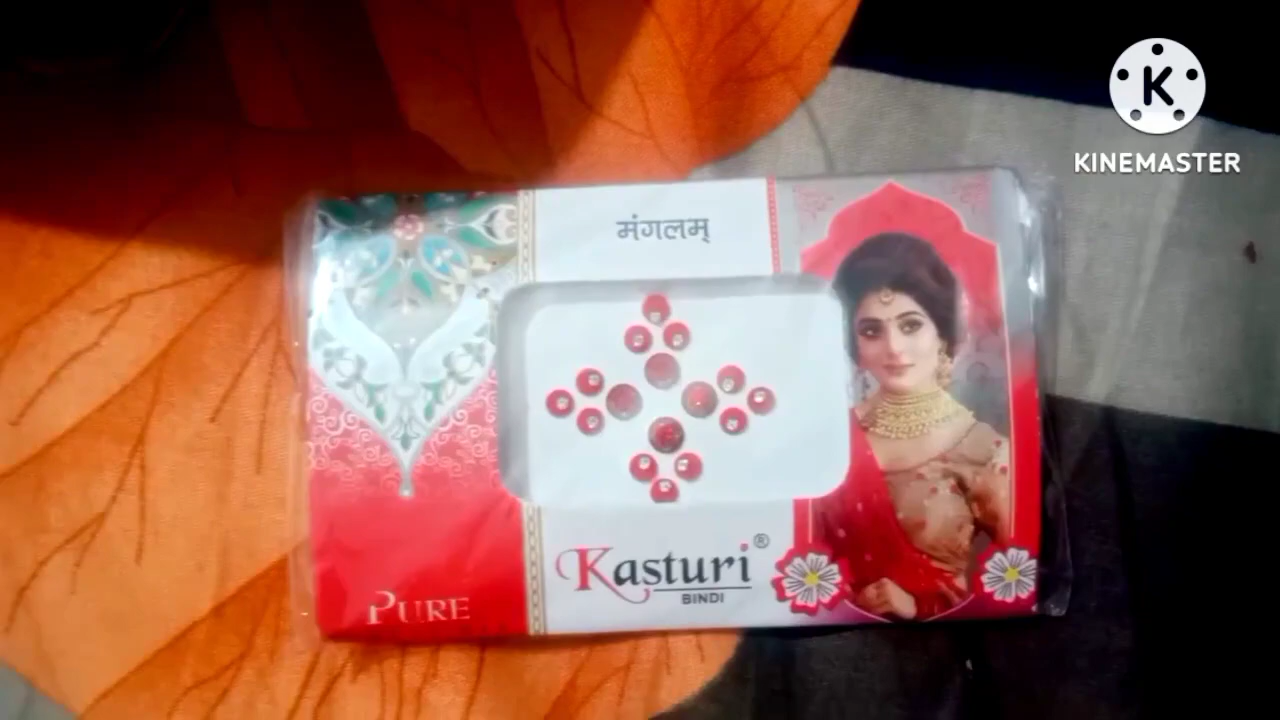 मंगलम्
Kasturi®
BINDI
PURE
K
KINEMASTER